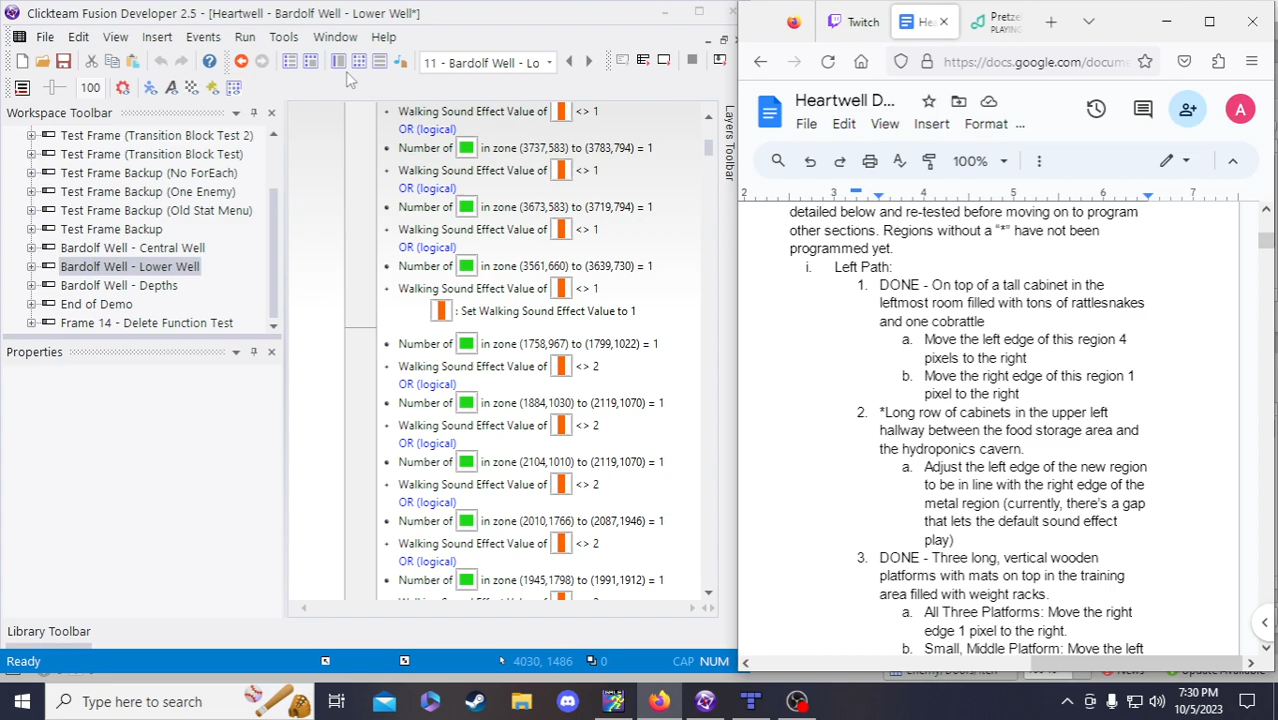 Clickteam Fusion Developer 2.5 - [Heartwell - Bardolf Well - Lower Well*]
File Edit View Insert Events Run Tools Window Help
11 - Bardolf Well - Lo
100
Workspace Toolbar
Test Frame (Transition Block Test 2)
Test Frame (Transition Block Test)
Test Frame Backup (No ForEach)
Test Frame Backup (One Enemy)
Test Frame Backup (Old Stat Menu)
Test Frame Backup
Bardolf Well - Central Well
Bardolf Well - Lower Well
Bardolf Well - Depths
End of Demo
Frame 14 - Delete Function Test
Properties
Library Toolbar
Layers Toolbar
Walking Sound Effect Value of <> 1
OR (logical)
Number of in zone (3737,583) to (3783,794) = 1
Walking Sound Effect Value of <> 1
OR (logical)
Number of in zone (3673,583) to (3719,794) = 1
Walking Sound Effect Value of <> 1
OR (logical)
Number of in zone (3561,660) to (3639,730) = 1
Walking Sound Effect Value of <> 1
: Set Walking Sound Effect Value to 1
Number of in zone (1758,967) to (1799,1022) = 1
Walking Sound Effect Value of <> 2
OR (logical)
Number of in zone (1884,1030) to (2119,1070) = 1
Walking Sound Effect Value of <> 2
OR (logical)
Number of in zone (2104,1010) to (2119,1070) = 1
Walking Sound Effect Value of <> 2
OR (logical)
Number of in zone (2010,1766) to (2087,1946) = 1
Walking Sound Effect Value of <> 2
OR (logical)
Number of in zone (1945,1798) to (1991,1912) = 1
Ready
4030, 1486
0
CAP NUM
Twitch
Hea
Pretzel
PLAYING
https://docs.google.com/docume
Heartwell D...
File Edit View Insert Format ...
A
100%
2 3 4 5 6 7
detailed below and re-tested before moving on to program
other sections. Regions without a "*" have not been
programmed yet.
i. Left Path:
1. DONE - On top of a tall cabinet in the
leftmost room filled with tons of rattlesnakes
and one cobrattle
a. Move the left edge of this region 4
pixels to the right
b. Move the right edge of this region 1
pixel to the right
2. *Long row of cabinets in the upper left
hallway between the food storage area and
the hydroponics cavern.
a. Adjust the left edge of the new region
to be in line with the right edge of the
metal region (currently, there's a gap
that lets the default sound effect
play)
3. DONE - Three long, vertical wooden
platforms with mats on top in the training
area filled with weight racks.
a. All Three Platforms: Move the right
edge 1 pixel to the right.
b. Small, Middle Platform: Move the left
Type here to search
7:30 PM
10/5/2023